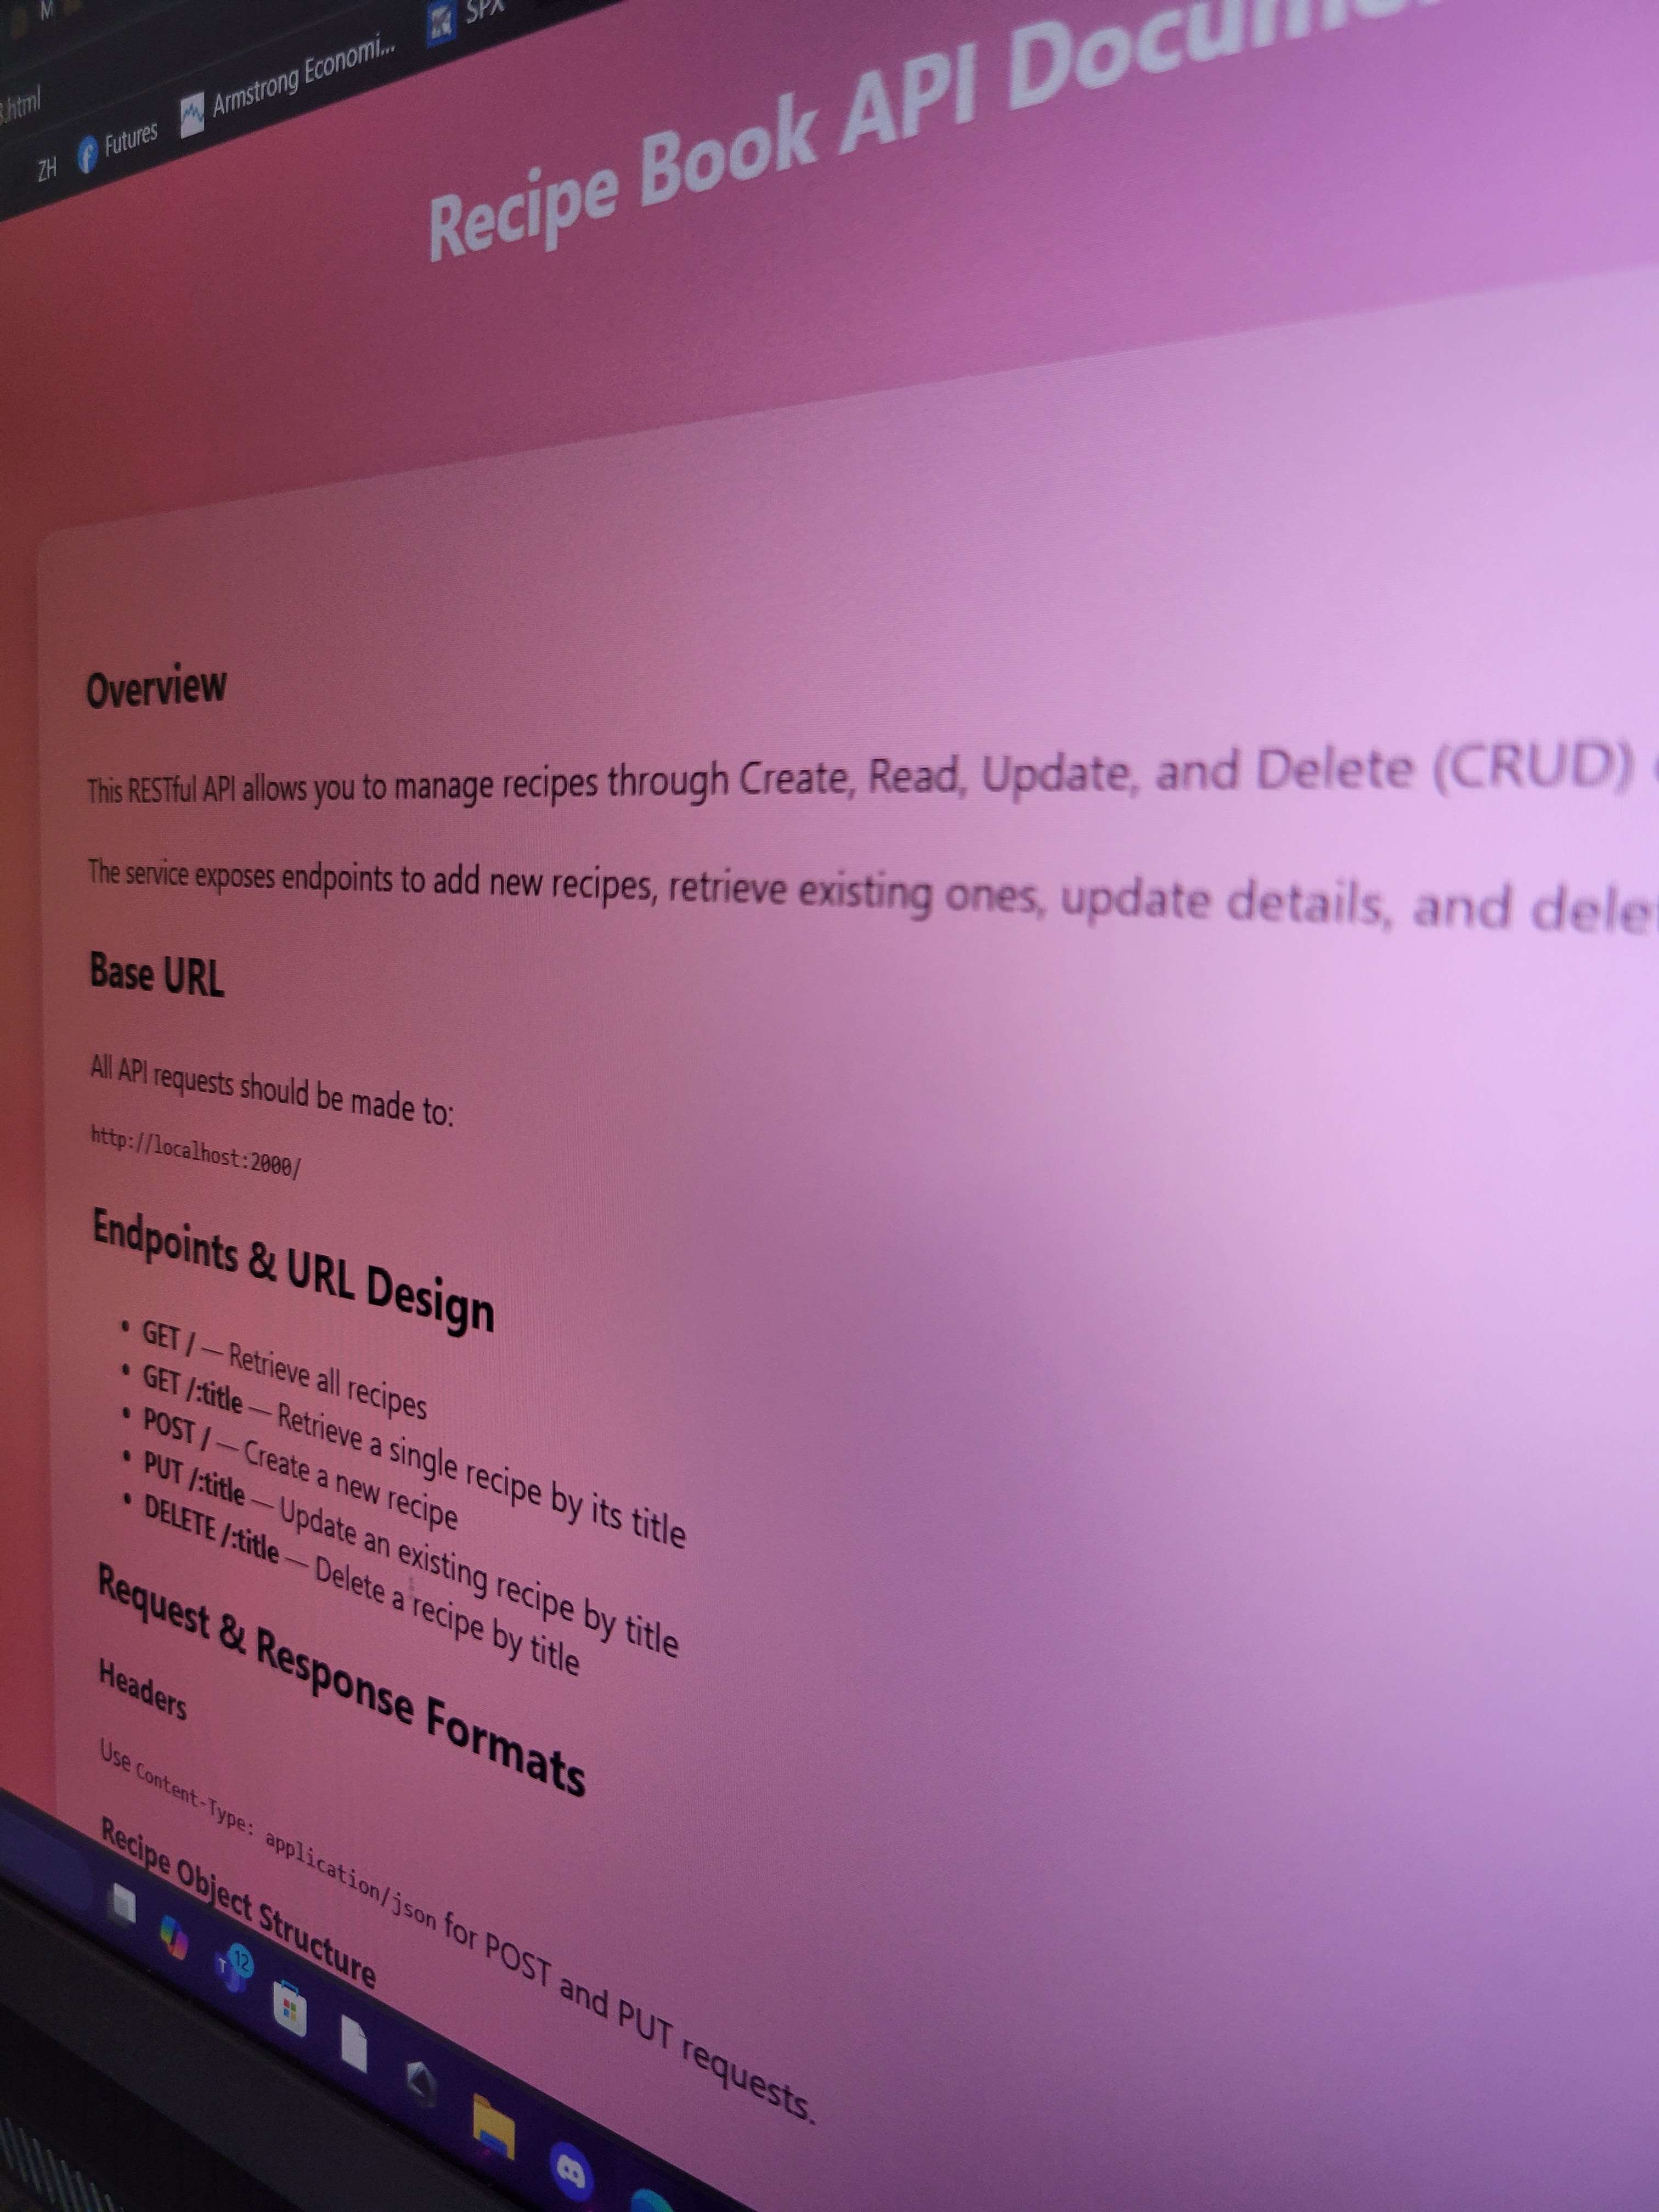 M
.html
ZH Futures Armstrong Economi... SPX
Recipe Book API
Overview
This RESTful API allows you to manage recipes through Create, Read, Update, and Delete (CRUD)
The service exposes endpoints to add new recipes, retrieve existing ones, update details, and
Base URL
All API requests should be made to:
http://localhost:2000/
Endpoints & URL Design
• GET / — Retrieve all recipes
• GET /:title — Retrieve a single recipe by its title
• POST / — Create a new recipe
• PUT /:title — Update an existing recipe by title
• DELETE /:title — Delete a recipe by title
Request & Response Formats
Headers
Use Content-Type: application/json for POST and PUT requests.
Recipe Object Structure
T 12